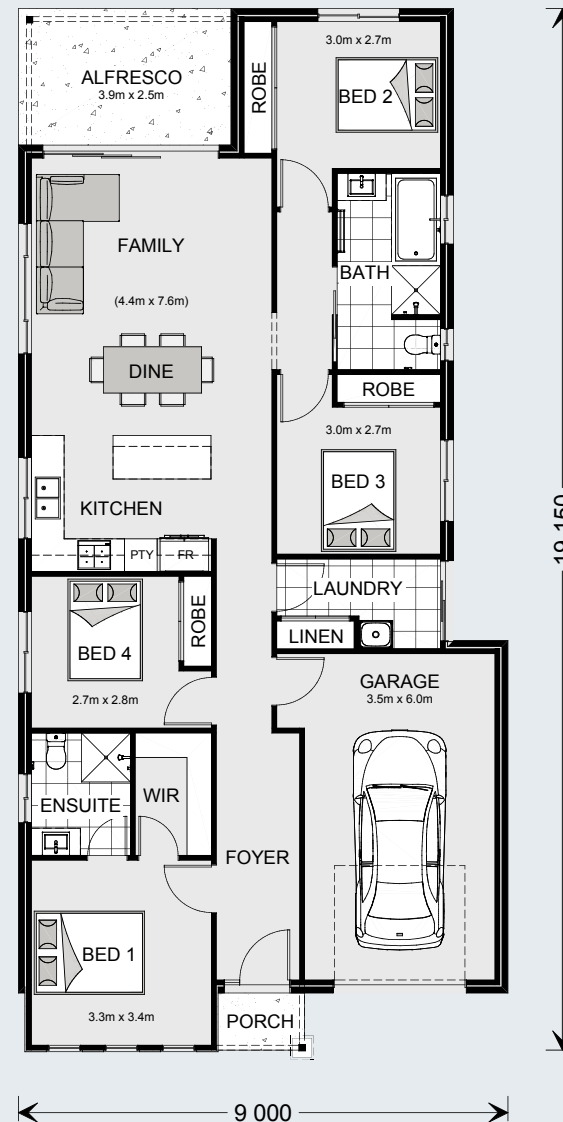 ALFRESCO
3.9m x 2.5m
ROBE
3.0m x 2.7m
BED 2
FAMILY
(4.4m x 7.6m)
BATH
DINE
ROBE
3.0m x 2.7m
BED 3
KITCHEN
PTY
FR
LAUNDRY
LINEN
BED 4
ROBE
2.7m x 2.8m
GARAGE
3.5m x 6.0m
ENSUITE
WIR
FOYER
BED 1
3.3m x 3.4m
PORCH
19 150
9 000